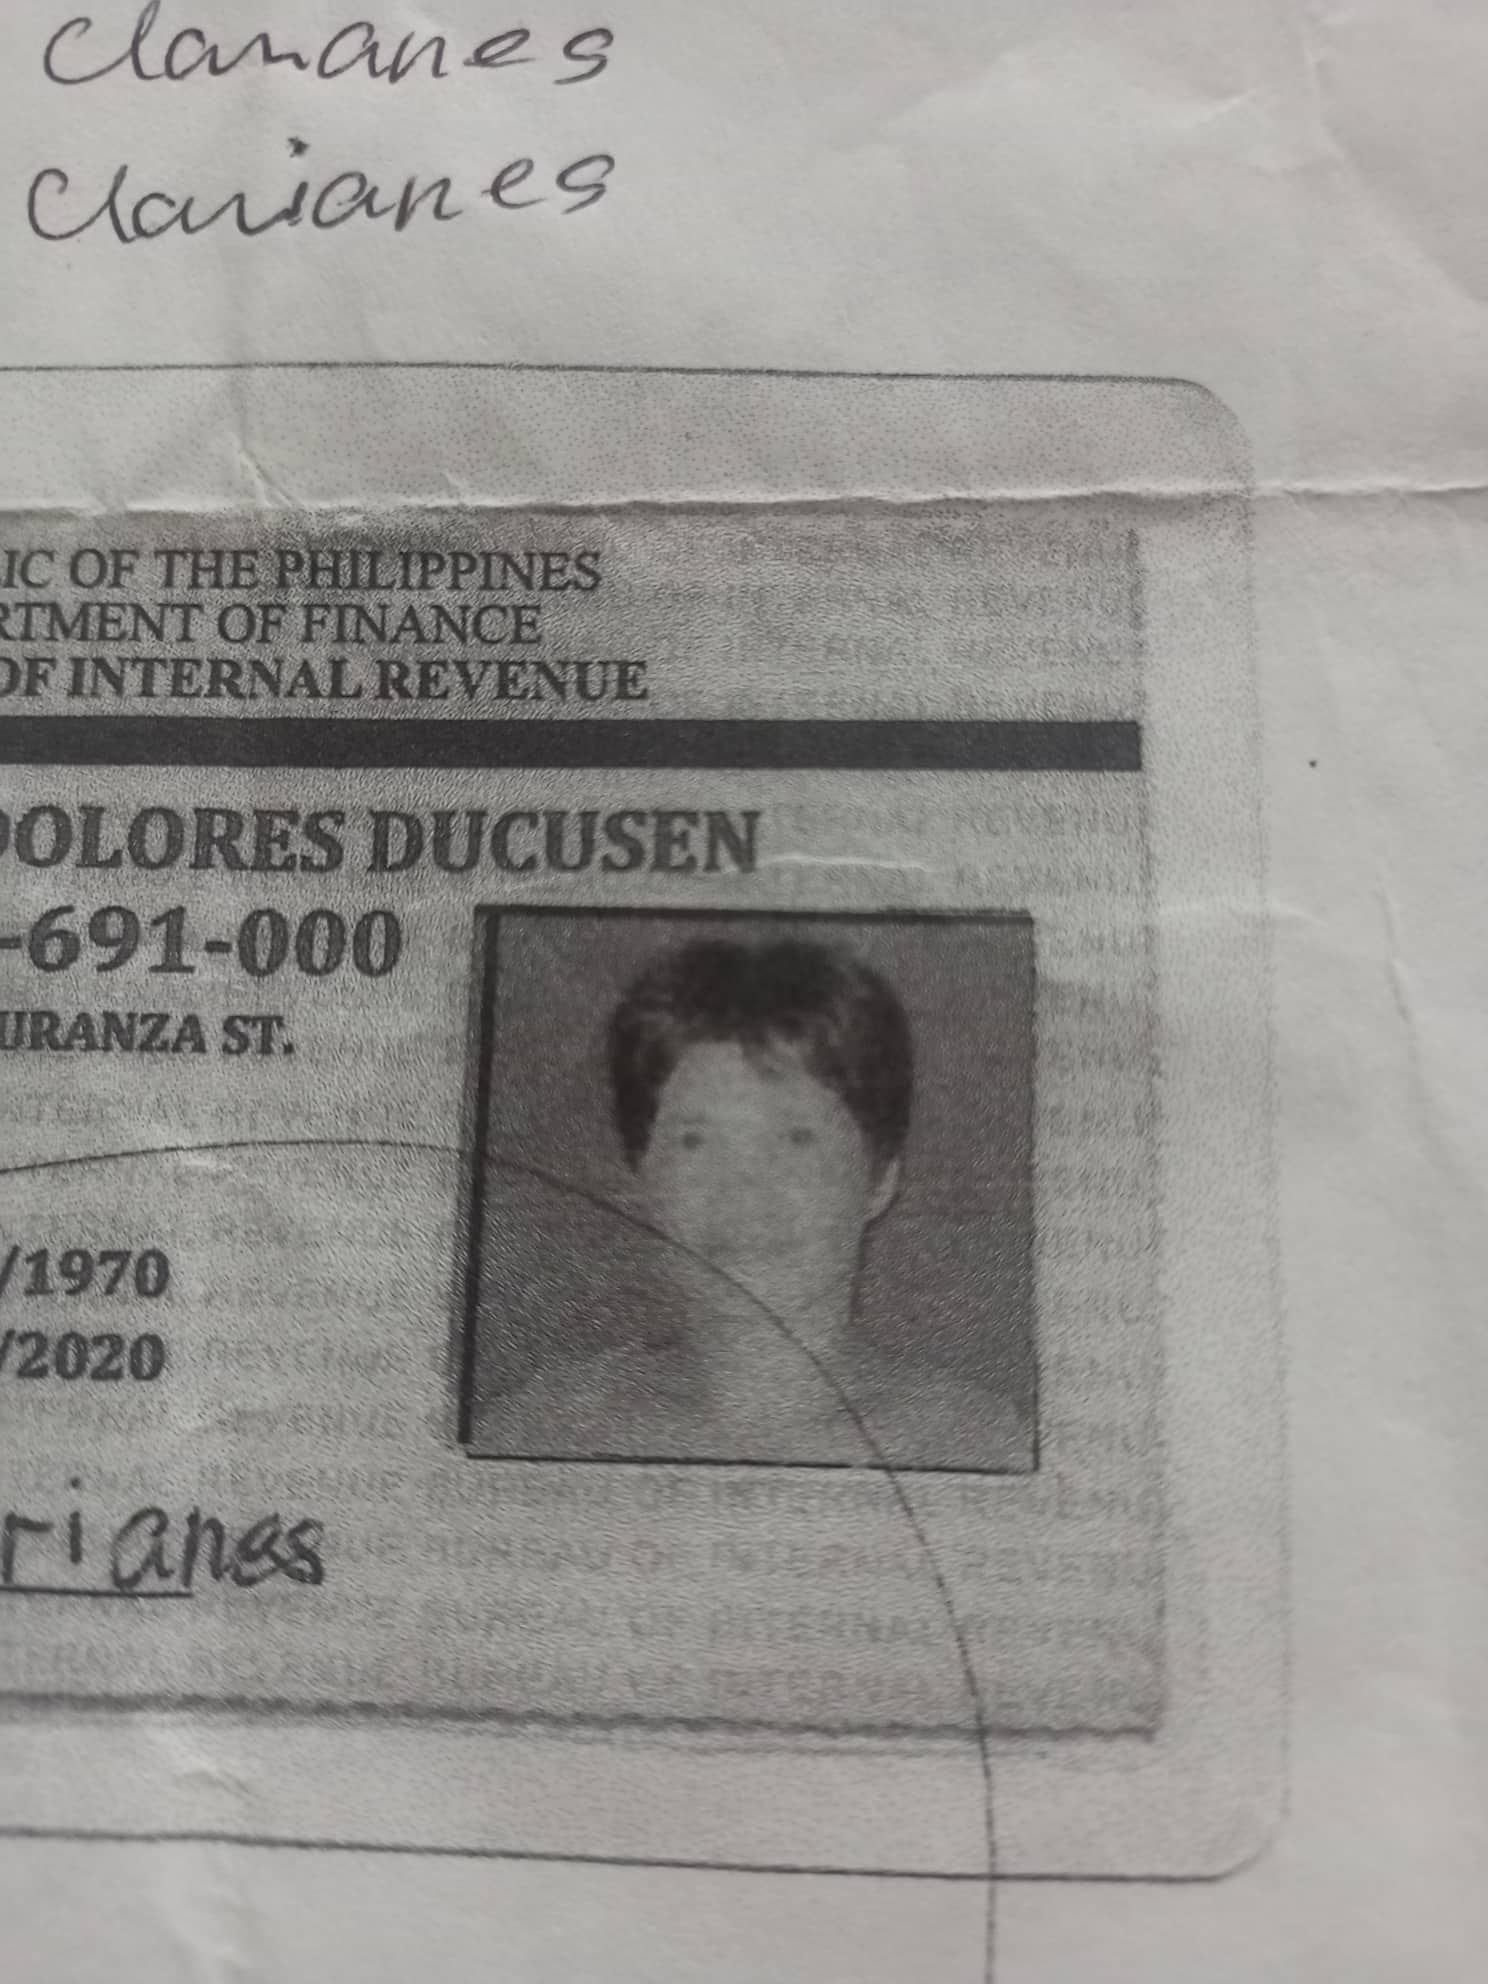 Clarianes
Clarianes
IC OF THE PHILIPPINES
RTMENT OF FINANCE
OF INTERNAL REVENUE
DOLORES DUCUSEN
-691-000
URANZA ST.
/1970
/2020
rianes